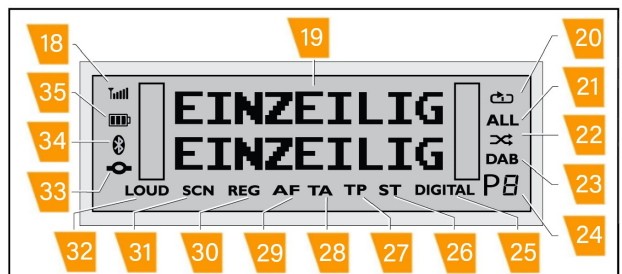 18 19 20
35 EINZEILIG ALL 21
34 EINZEILIG DAB 22
33 LOUD SCN REG AF TA TP ST DIGITAL P8 23
32 31 30 29 28 27 26 25 24